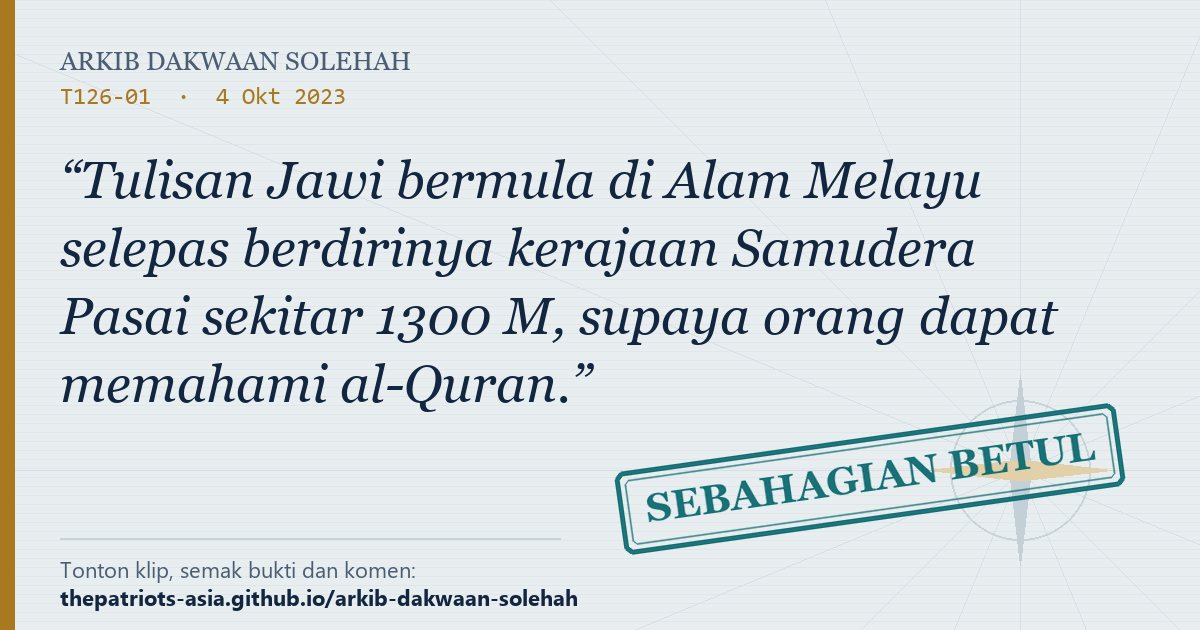 ARKIB DAKWAAN SOLEHAH
T126-01 · 4 Okt 2023
“Tulisan Jawi bermula di Alam Melayu
selepas berdirinya kerajaan Samudera
Pasai sekitar 1300 M, supaya orang dapat
memahami al-Quran.”
SEBAHAGIAN BETUL
Tonton klip, semak bukti dan komen:
thepatriots-asia.github.io/arkib-dakwaan-solehah